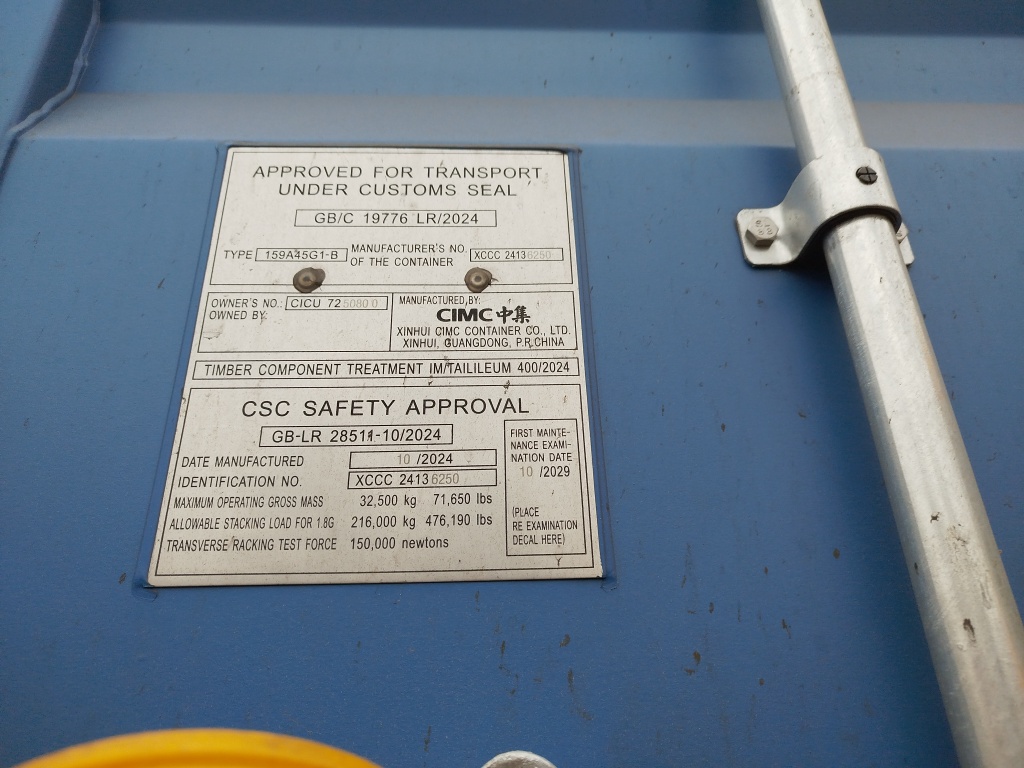 APPROVED FOR TRANSPORT
UNDER CUSTOMS SEAL
GB/C 19776 LR/2024
TYPE 159A45G1-B
MANUFACTURER'S NO.
OF THE CONTAINER
XCCC 24136250
OWNER'S NO.: CICU 725080 0
OWNED BY:
MANUFACTURED BY:
CIMC 中集
XINHUI CIMC CONTAINER CO., LTD.
XINHUI, GUANGDONG, P.R.CHINA
TIMBER COMPONENT TREATMENT IM/TAILILEUM 400/2024
CSC SAFETY APPROVAL
GB-LR 28511-10/2024
DATE MANUFACTURED 10 /2024
IDENTIFICATION NO. XCCC 24136250
MAXIMUM OPERATING GROSS MASS 32,500 kg 71,650 lbs
ALLOWABLE STACKING LOAD FOR 1.8G 216,000 kg 476,190 lbs
TRANSVERSE RACKING TEST FORCE 150,000 newtons
FIRST MAINTE-
NANCE EXAMI-
NATION DATE
10 /2029
(PLACE
RE EXAMINATION
DECAL HERE)